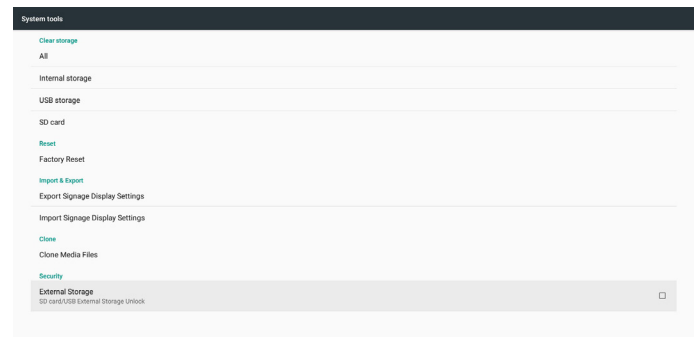 System tools
Clear storage
All
Internal storage
USB storage
SD card
Reset
Factory Reset
Import & Export
Export Signage Display Settings
Import Signage Display Settings
Clone
Clone Media Files
Security
External Storage
SD card/USB External Storage Unlock